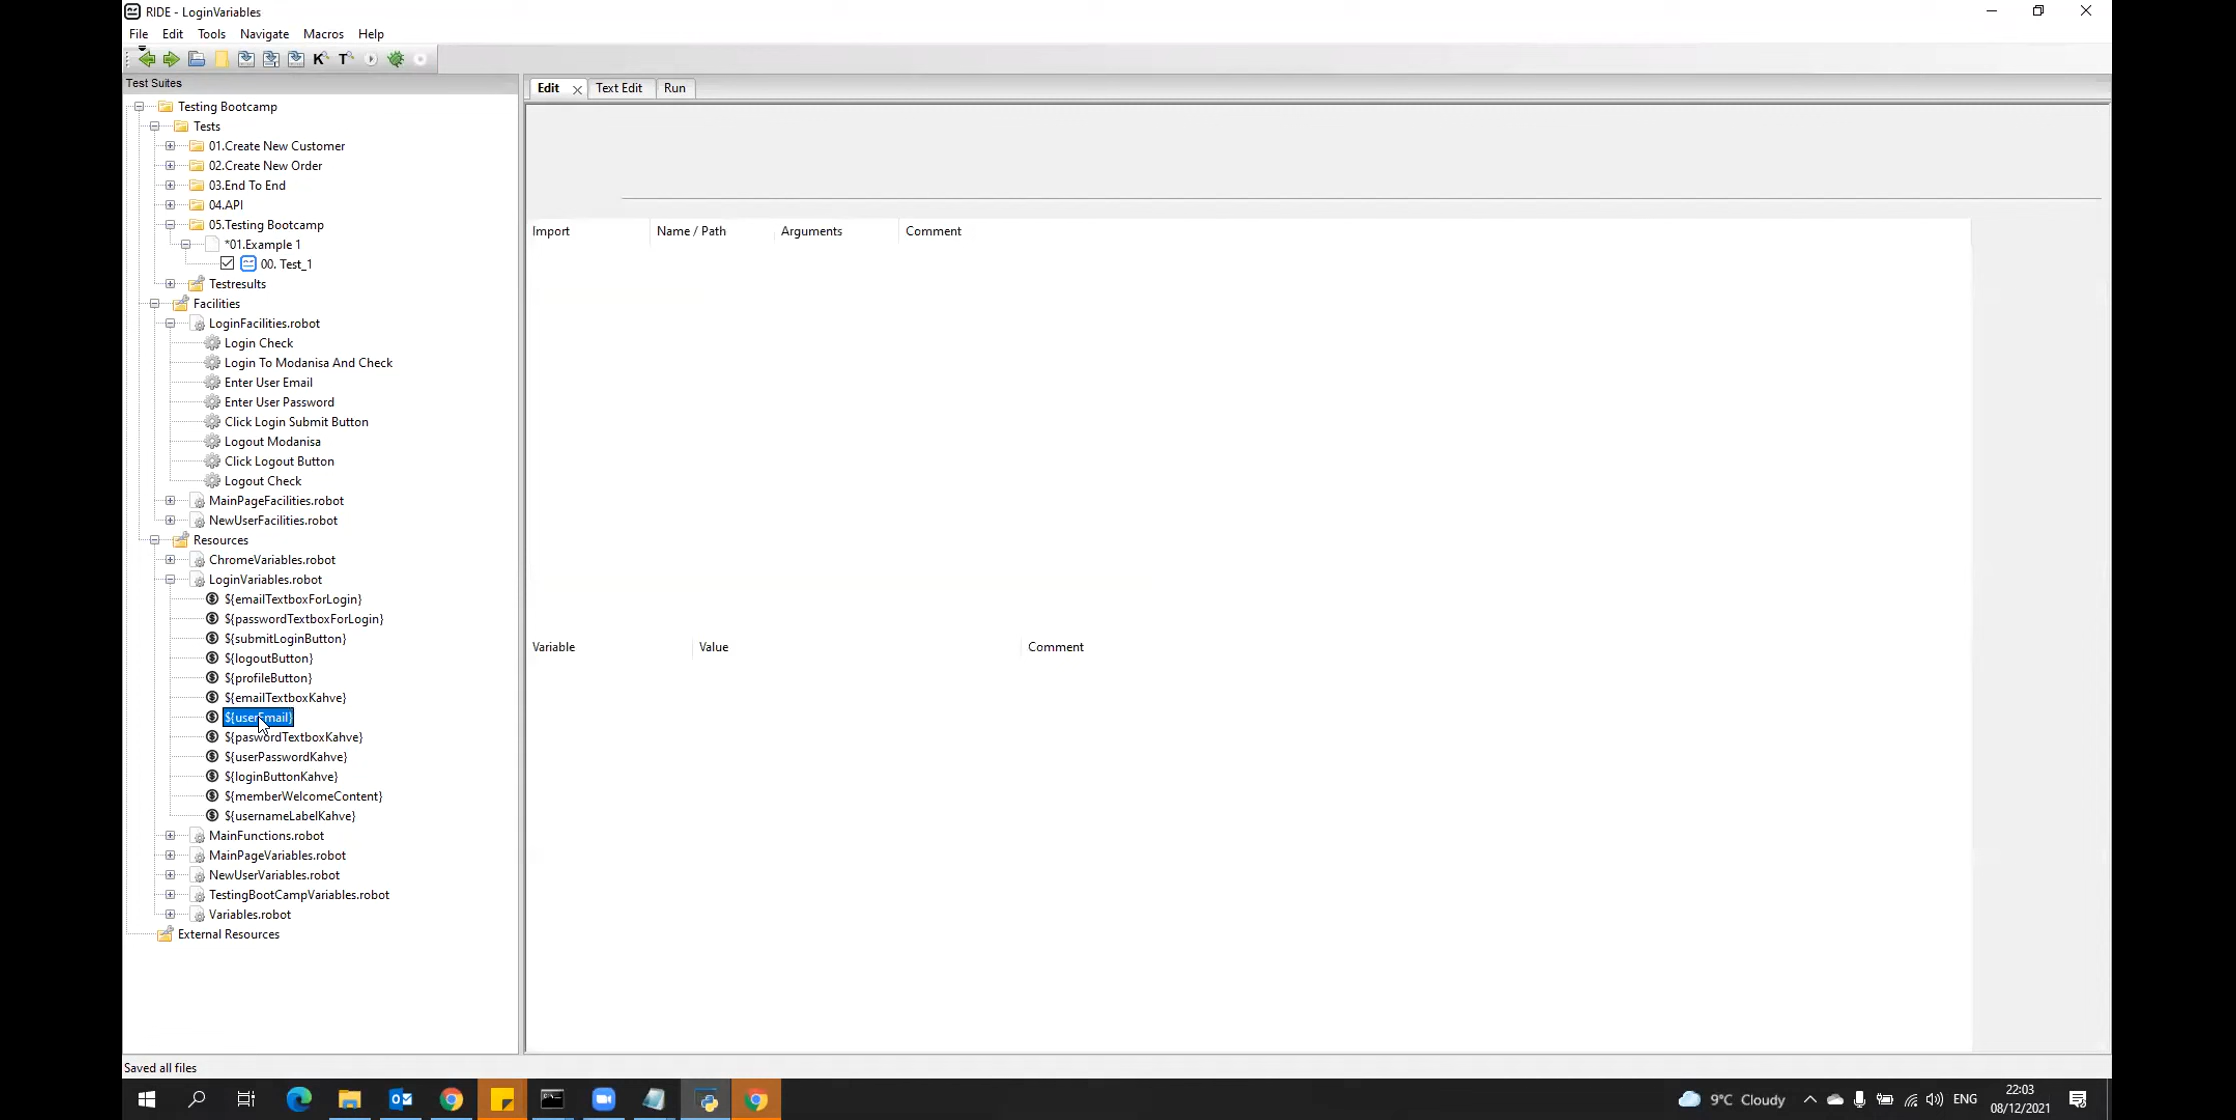 RIDE - LoginVariables
File Edit Tools Navigate Macros Help
K T
Test Suites
Edit Text Edit Run
Testing Bootcamp
Tests
01.Create New Customer
02.Create New Order
03.End To End
04.API
05.Testing Bootcamp
*01.Example 1
00. Test_1
Testresults
Facilities
LoginFacilities.robot
Login Check
Login To Modanisa And Check
Enter User Email
Enter User Password
Click Login Submit Button
Logout Modanisa
Click Logout Button
Logout Check
MainPageFacilities.robot
NewUserFacilities.robot
Resources
ChromeVariables.robot
LoginVariables.robot
${emailTextboxForLogin}
${passwordTextboxForLogin}
${submitLoginButton}
${logoutButton}
${profileButton}
${emailTextboxKahve}
${userEmail}
${paswordTextboxKahve}
${userPasswordKahve}
${loginButtonKahve}
${memberWelcomeContent}
${usernameLabelKahve}
MainFunctions.robot
MainPageVariables.robot
NewUserVariables.robot
TestingBootCampVariables.robot
Variables.robot
External Resources
Import Name / Path Arguments Comment
Variable Value Comment
Saved all files
9°C Cloudy ENG
22:03
08/12/2021